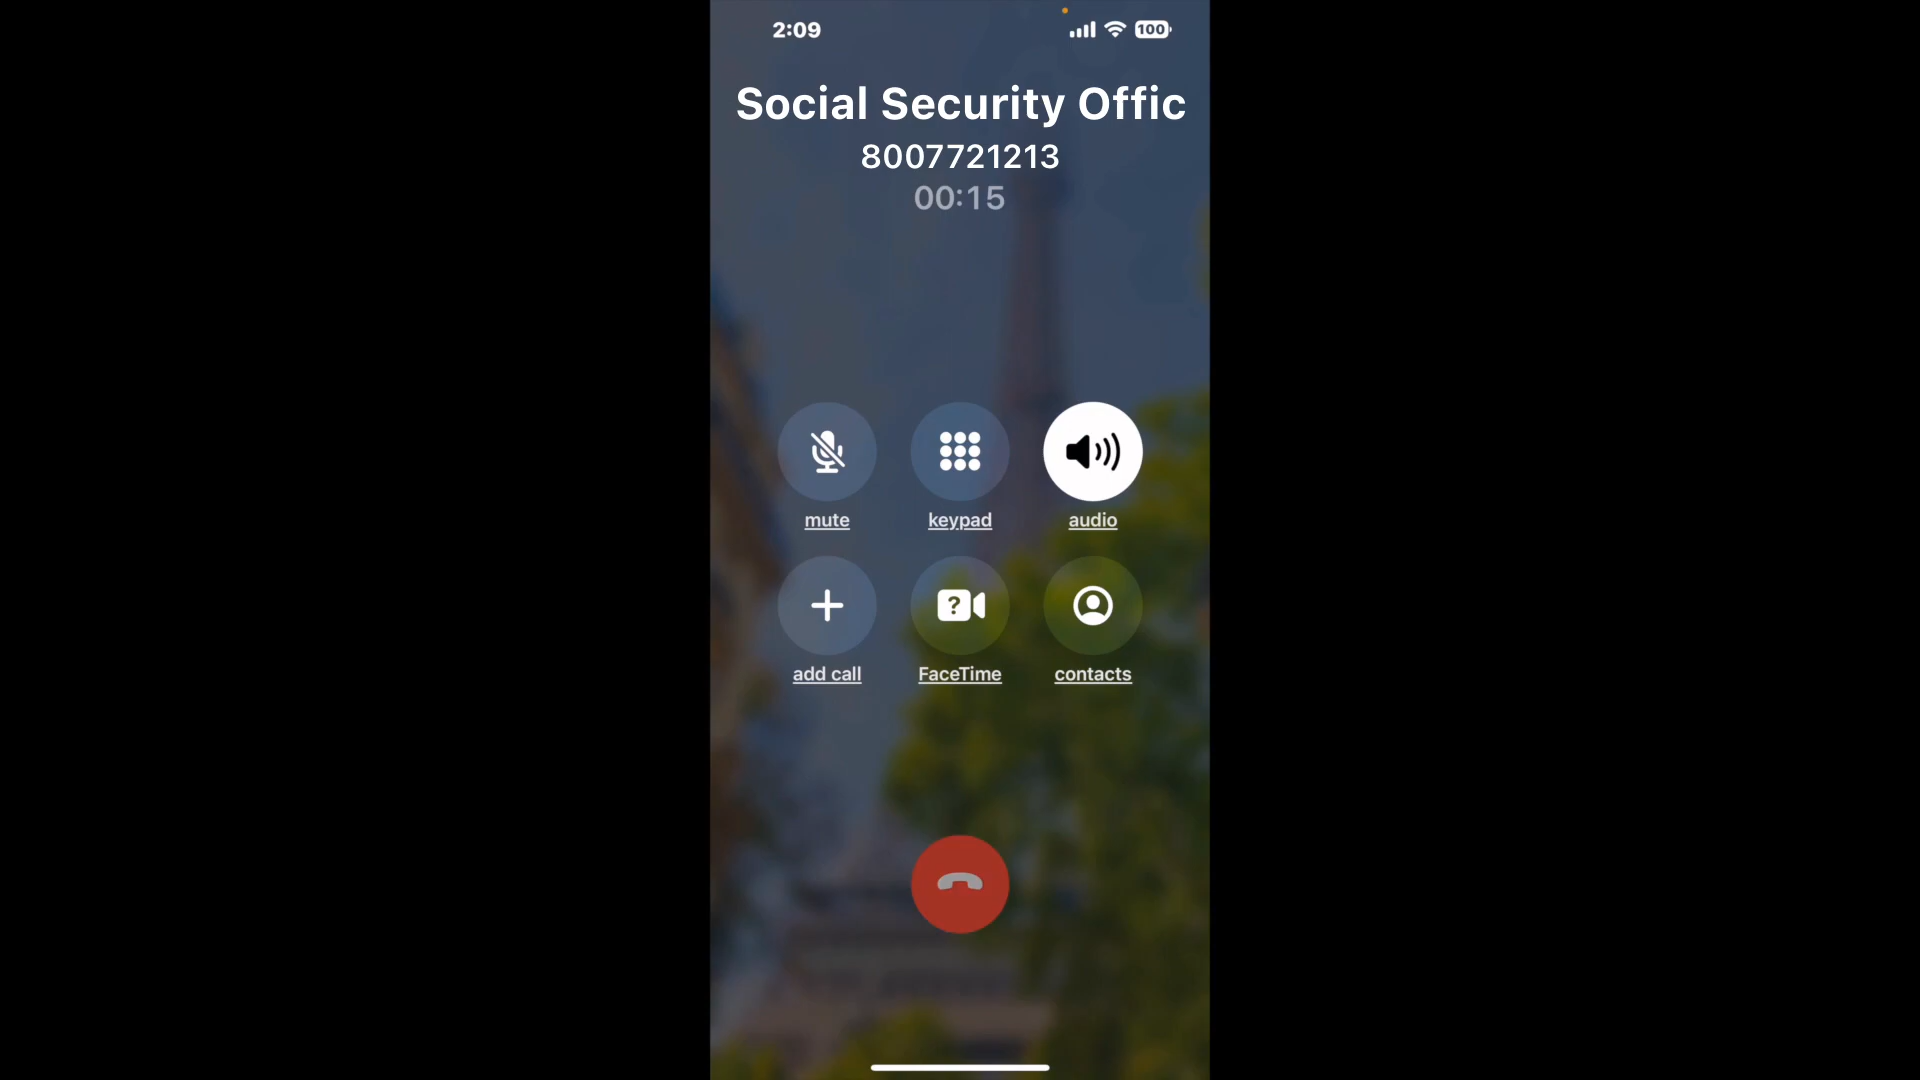 2:09
100
Social Security Offic
8007721213
00:15
mute
keypad
audio
?
add call
FaceTime
contacts